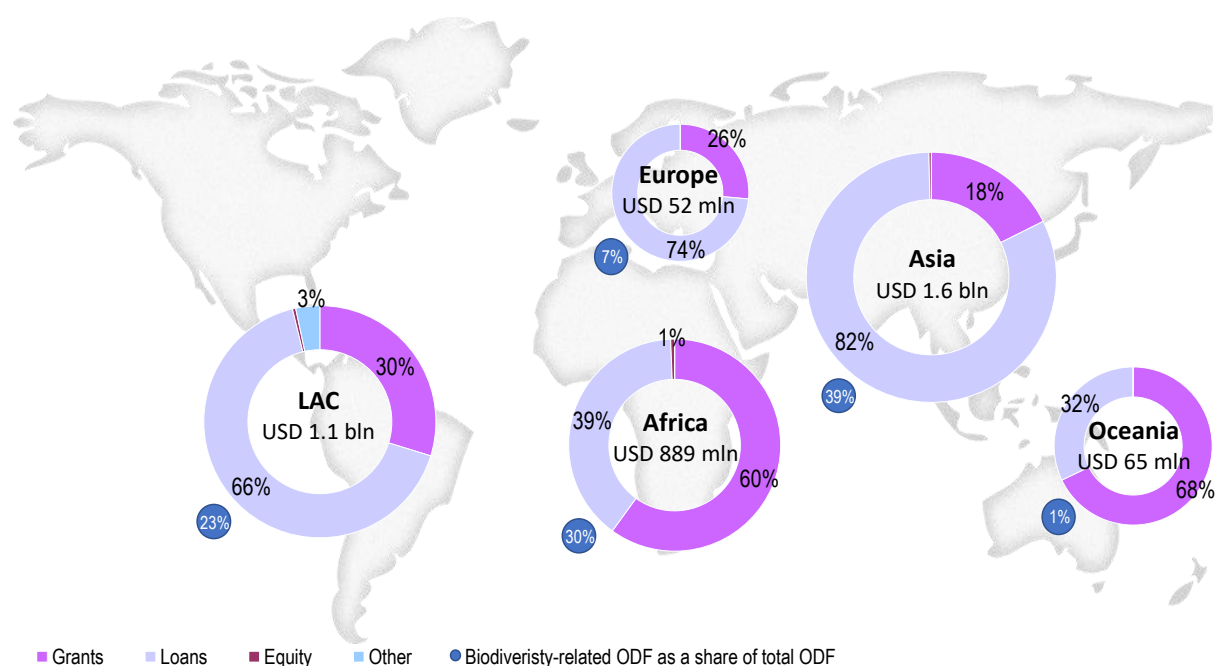 26%
Europe
USD 52 mln
74%
7%
18%
Asia
USD 1.6 bln
82%
39%
3%
30%
LAC
USD 1.1 bln
66%
23%
1%
39%
Africa
USD 889 mln
60%
30%
32%
Oceania
USD 65 mln
68%
1%
Grants Loans Equity Other Biodiveristy-related ODF as a share of total ODF